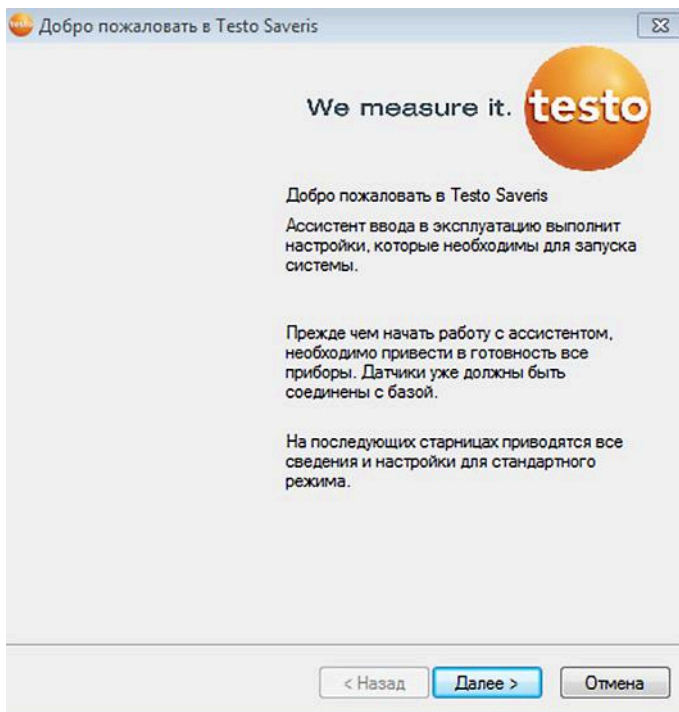 Добро пожаловать в Testo Saveris
We measure it. testo
Добро пожаловать в Testo Saveris
Ассистент ввода в эксплуатацию выполнит
настройки, которые необходимы для запуска
системы.
Прежде чем начать работу с ассистентом,
необходимо привести в готовность все
приборы. Датчики уже должны быть
соединены с базой.
На последующих старницах приводятся все
сведения и настройки для стандартного
режима.
< Назад Далее > Отмена